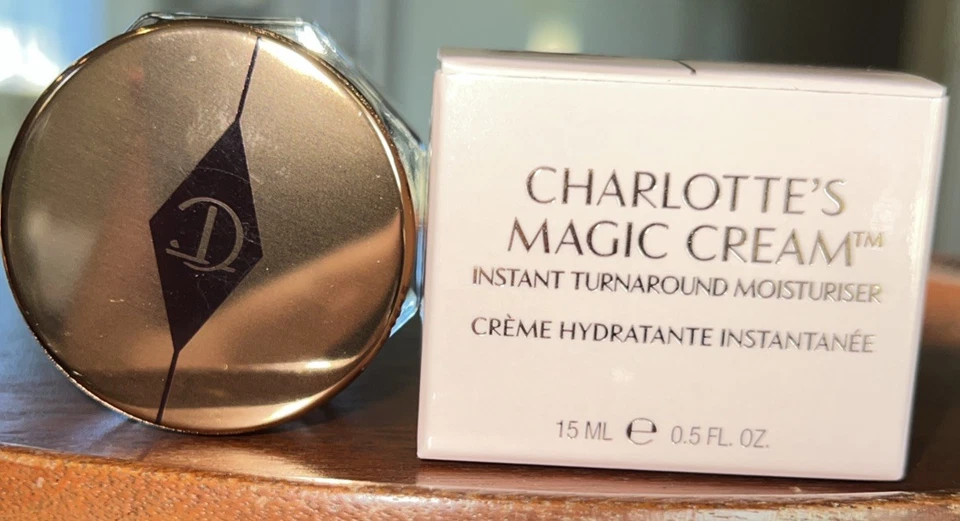 CHARLOTTE'S
MAGIC CREAM™
INSTANT TURNAROUND MOISTURISER
CRÈME HYDRATANTE INSTANTANÉE
15 ML ℮ 0.5 FL. OZ.